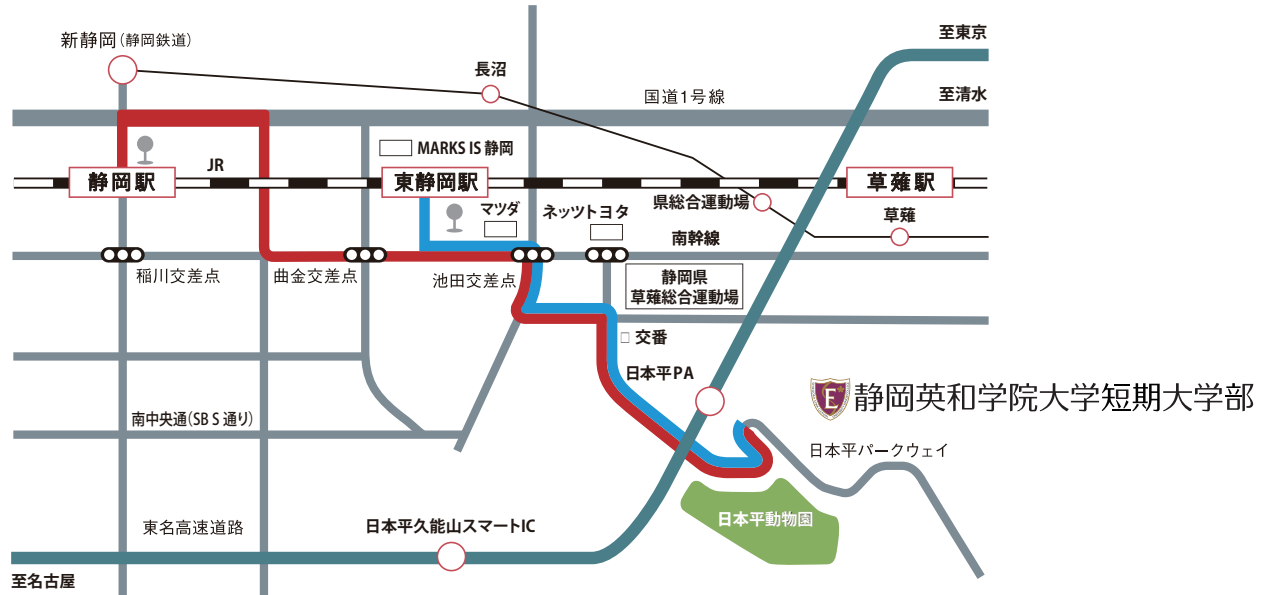 至東京
新静岡(静岡鉄道)
長沼
国道1号線
至清水
MARKS IS 静岡
JR
静岡駅
東静岡駅
草薙駅
県総合運動場
マツダ
ネッツトヨタ
草薙
南幹線
稲川交差点
曲金交差点
池田交差点
静岡県
草薙総合運動場
交番
日本平PA
E
静岡英和学院大学短期大学部
南中央通(SBS通り)
日本平パークウェイ
日本平動物園
東名高速道路
日本平久能山スマートIC
至名古屋